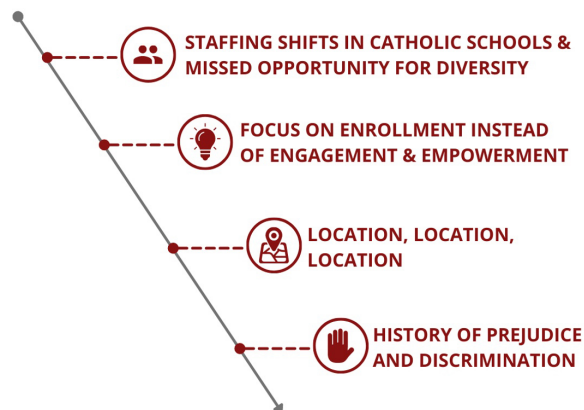 STAFFING SHIFTS IN CATHOLIC SCHOOLS &
MISSED OPPORTUNITY FOR DIVERSITY
FOCUS ON ENROLLMENT INSTEAD
OF ENGAGEMENT & EMPOWERMENT
LOCATION, LOCATION,
LOCATION
HISTORY OF PREJUDICE
AND DISCRIMINATION